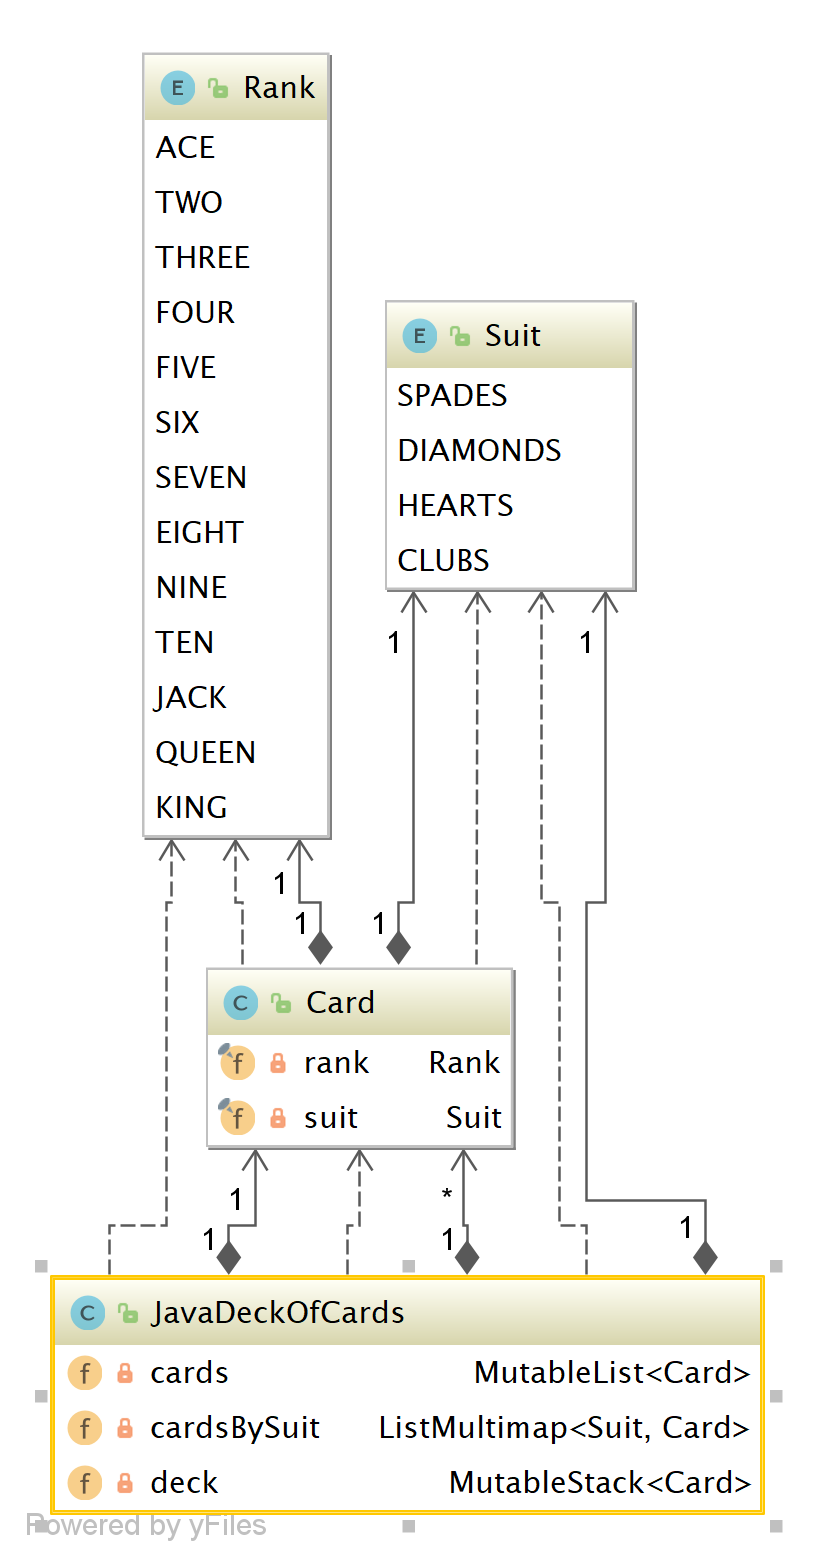 E Rank
ACE
TWO
THREE
FOUR
FIVE
SIX
SEVEN
EIGHT
NINE
TEN
JACK
QUEEN
KING
E Suit
SPADES
DIAMONDS
HEARTS
CLUBS
1 1
1
1 1
C Card
f rank Rank
f suit Suit
1 *
1 1 1
C JavaDeckOfCards
f cards MutableList<Card>
f cardsBySuit ListMultimap<Suit, Card>
f deck MutableStack<Card>
Powered by yFiles